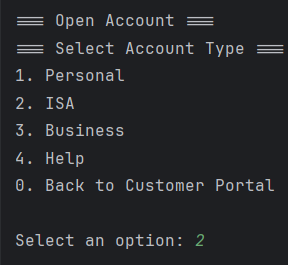 === Open Account ===
=== Select Account Type ===
1. Personal
2. ISA
3. Business
4. Help
0. Back to Customer Portal
Select an option: 2